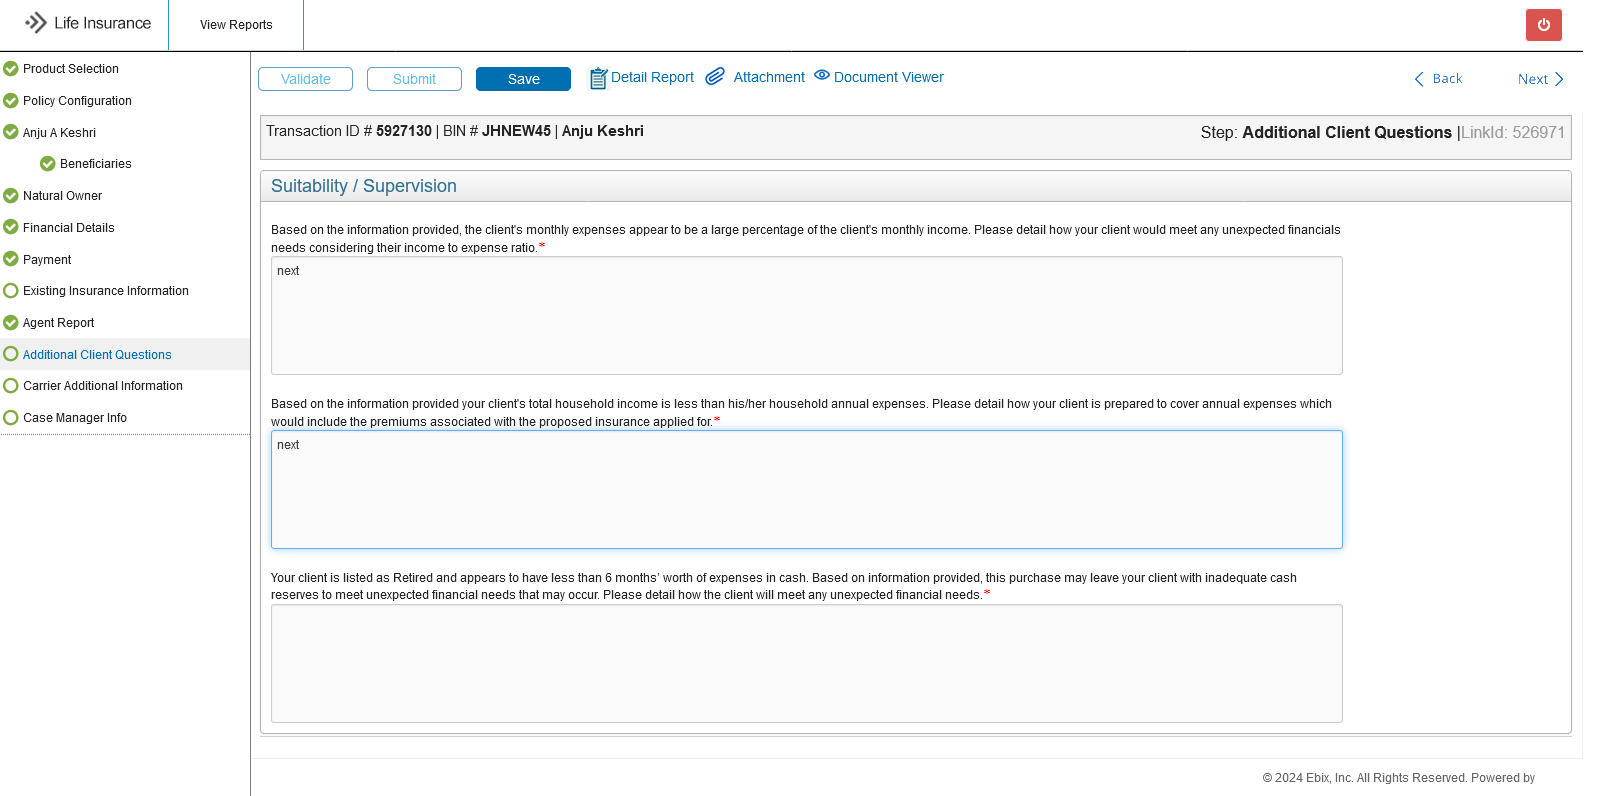 Life Insurance
View Reports
Product Selection
Policy Configuration
Anju A Keshri
Beneficiaries
Natural Owner
Financial Details
Payment
Existing Insurance Information
Agent Report
Additional Client Questions
Carrier Additional Information
Case Manager Info
Validate
Submit
Save
Detail Report
Attachment
Document Viewer
Back
Next
Transaction ID # 5927130 | BIN # JHNEW45 | Anju Keshri
Step: Additional Client Questions |LinkId: 526971
Suitability / Supervision
Based on the information provided, the client's monthly expenses appear to be a large percentage of the client's monthly income. Please detail how your client would meet any unexpected financials
needs considering their income to expense ratio.*
next
Based on the information provided your client's total household income is less than his/her household annual expenses. Please detail how your client is prepared to cover annual expenses which
would include the premiums associated with the proposed insurance applied for.*
next
Your client is listed as Retired and appears to have less than 6 months’ worth of expenses in cash. Based on information provided, this purchase may leave your client with inadequate cash
reserves to meet unexpected financial needs that may occur. Please detail how the client will meet any unexpected financial needs.*
© 2024 Ebix, Inc. All Rights Reserved. Powered by